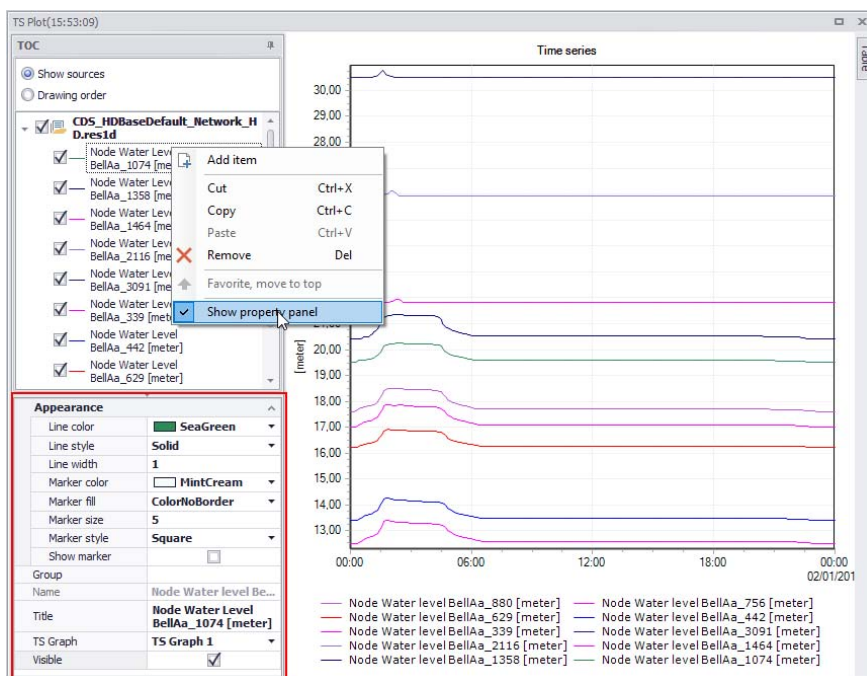 TS Plot(15:53:09)
TOC
Show sources
Drawing order
CDS_HDBaseDefault_Network_H
D.res1d
Node Water Level
BellAa_1074 [me
Node Water Lev
BellAa_1358 [me
Node Water Lev
BellAa_1464 [me
Node Water Lev
BellAa_2116 [me
Node Water Lev
BellAa_3091 [me
Node Water Lev
BellAa_339 [met
Node Water Level
BellAa_442 [meter]
Node Water Level
BellAa_629 [meter]
Add item
Cut Ctrl+X
Copy Ctrl+C
Paste Ctrl+V
Remove Del
Favorite, move to top
Show property panel
Appearance
Line color SeaGreen
Line style Solid
Line width 1
Marker color MintCream
Marker fill ColorNoBorder
Marker size 5
Marker style Square
Show marker
Group
Name Node Water level Be...
Title Node Water Level
BellAa_1074 [meter]
TS Graph TS Graph 1
Visible
Time series
Table
30,00
29,00
28,00
[meter]
20,00
19,00
18,00
17,00
16,00
15,00
14,00
13,00
00:00 06:00 12:00 18:00 00:00
02/01/201
Node Water level BellAa_880 [meter] Node Water level BellAa_756 [meter]
Node Water level BellAa_629 [meter] Node Water level BellAa_442 [meter]
Node Water level BellAa_339 [meter] Node Water level BellAa_3091 [meter]
Node Water level BellAa_2116 [meter] Node Water level BellAa_1464 [meter]
Node Water level BellAa_1358 [meter] Node Water level BellAa_1074 [meter]